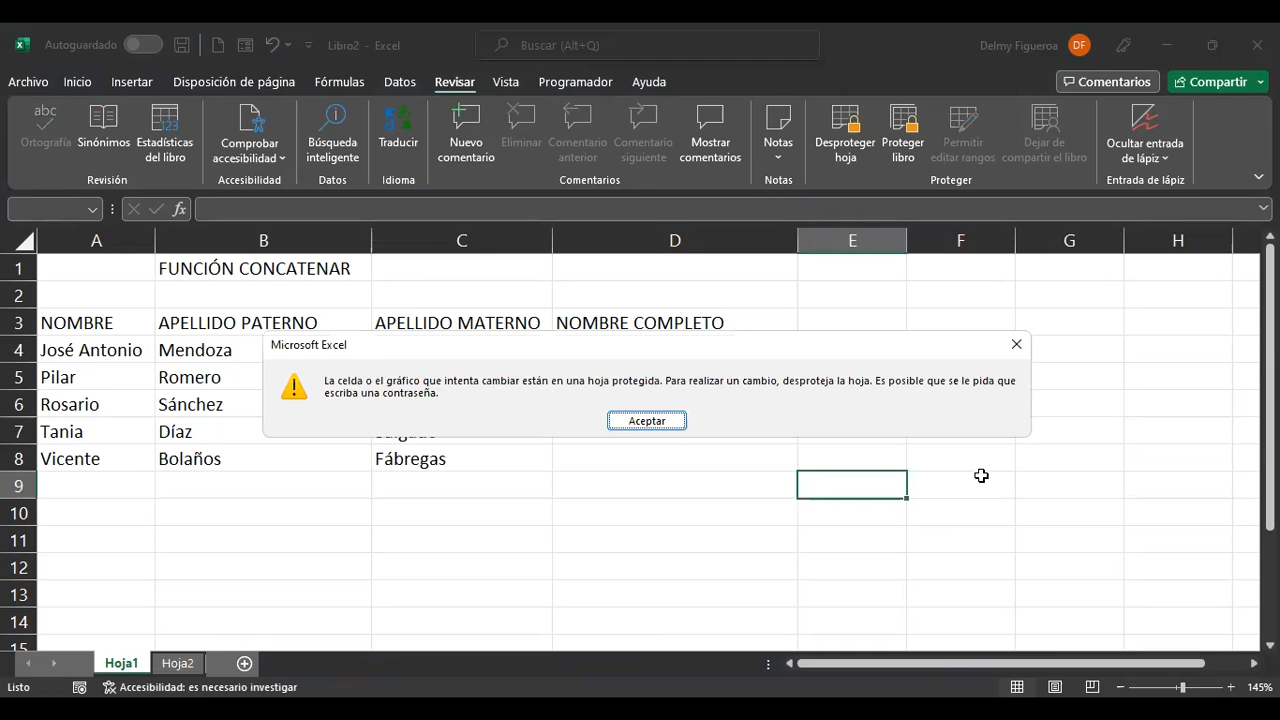 Autoguardado Libro2 - Excel Buscar (Alt+Q) Delmy Figueroa DF
Archivo Inicio Insertar Disposición de página Fórmulas Datos Revisar Vista Programador Ayuda Comentarios Compartir
abc
Ortografía
Sinónimos
123
Estadísticas
del libro
Comprobar
accesibilidad
Búsqueda
inteligente
Traducir
Nuevo
comentario
Eliminar
Comentario
anterior
Comentario
siguiente
Mostrar
comentarios
Notas
Desproteger
hoja
Proteger
libro
Permitir
editar rangos
Dejar de
compartir el libro
Ocultar entrada
de lápiz
Revisión Accesibilidad Datos Idioma Comentarios Notas Proteger Entrada de lápiz
fx
A B C D E F G H
1 FUNCIÓN CONCATENAR
2
3 NOMBRE APELLIDO PATERNO APELLIDO MATERNO NOMBRE COMPLETO
4 José Antonio Mendoza
5 Pilar Romero
6 Rosario Sánchez
7 Tania Díaz
8 Vicente Bolaños Fábregas
9
10
11
12
13
14
15
Microsoft Excel
La celda o el gráfico que intenta cambiar están en una hoja protegida. Para realizar un cambio, desproteja la hoja. Es posible que se le pida que
escriba una contraseña.
Aceptar
Hoja1 Hoja2
Listo Accesibilidad: es necesario investigar 145%